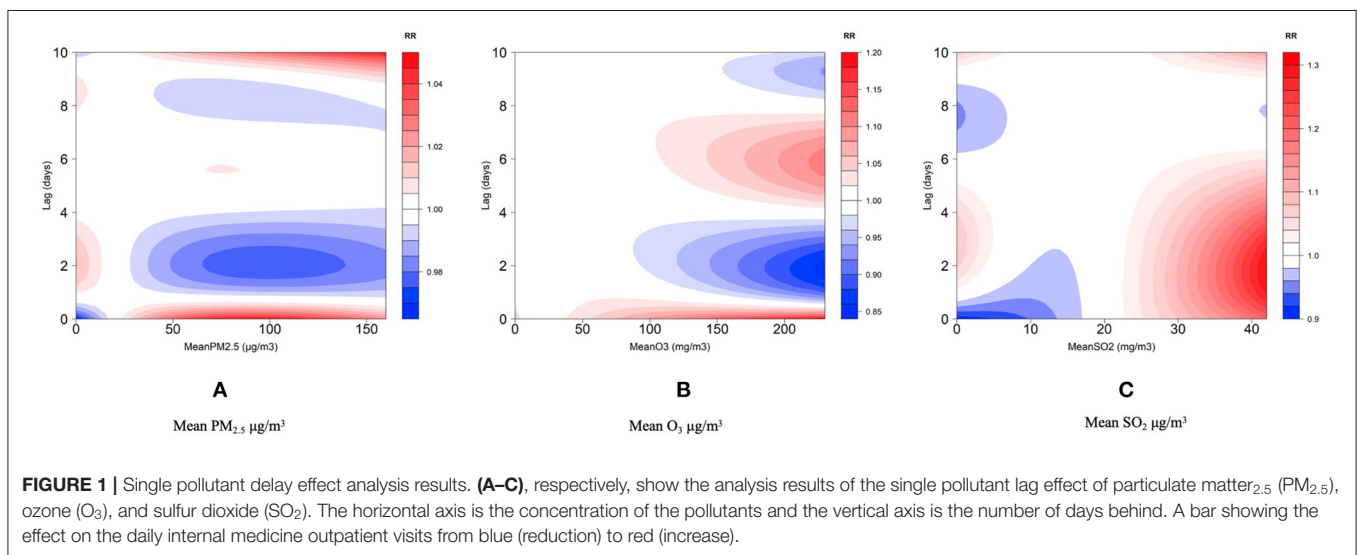 RR
10
8
6
4
2
0
Lag (days)
0
50
100
150
MeanPM2.5 (µg/m3)
1.04
1.02
1.00
0.98
A
Mean PM2.5 µg/m³
RR
10
8
6
4
2
0
Lag (days)
0
50
100
150
200
MeanO3 (mg/m3)
1.20
1.15
1.10
1.05
1.00
0.95
0.90
0.85
B
Mean O3 µg/m³
RR
10
8
6
4
2
0
Lag (days)
0
10
20
30
40
MeanSO2 (mg/m3)
1.3
1.2
1.1
1.0
0.9
C
Mean SO2 µg/m³
FIGURE 1 | Single pollutant delay effect analysis results. (A–C), respectively, show the analysis results of the single pollutant lag effect of particulate matter2.5 (PM2.5),
ozone (O3), and sulfur dioxide (SO2). The horizontal axis is the concentration of the pollutants and the vertical axis is the number of days behind. A bar showing the
effect on the daily internal medicine outpatient visits from blue (reduction) to red (increase).